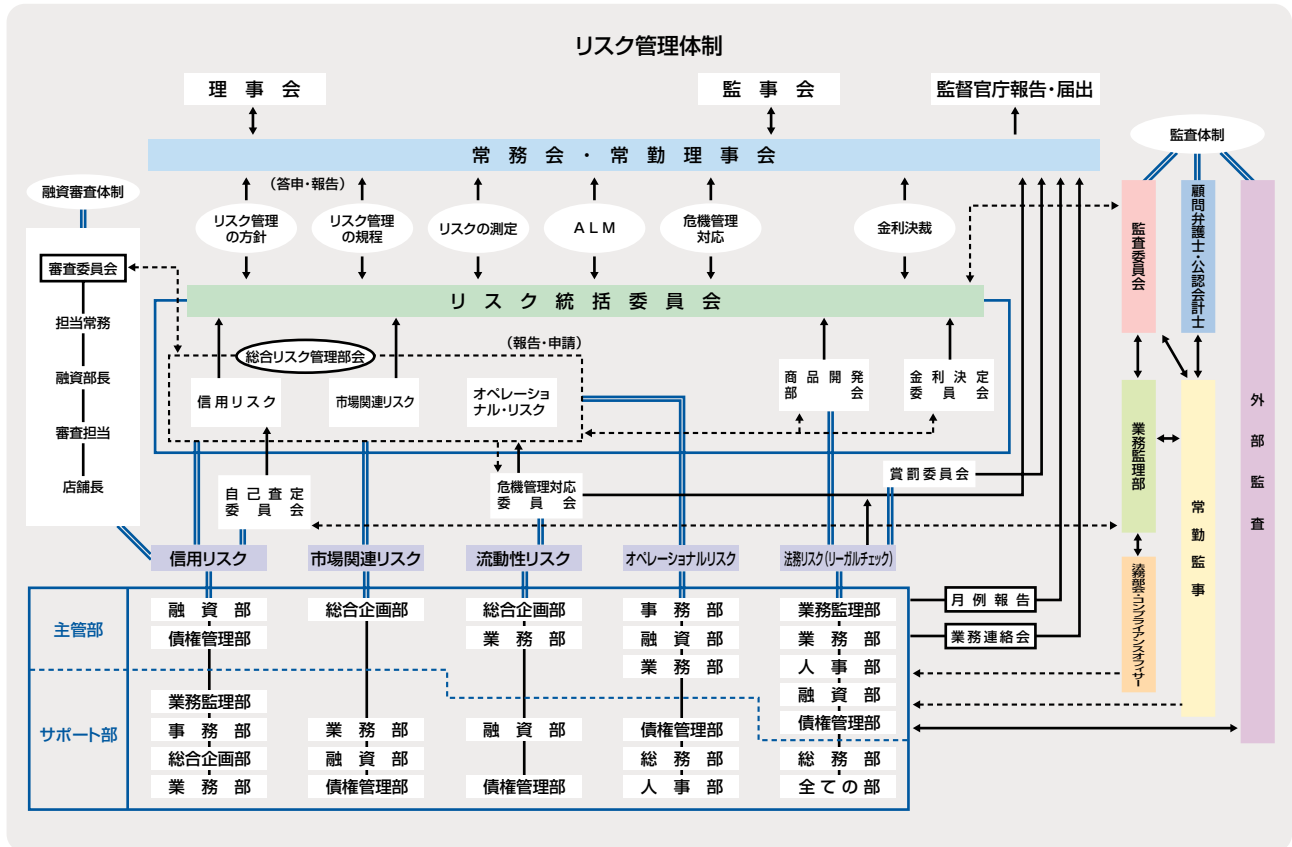 リスク管理体制
理事会
監事会
監督官庁報告・届出
監査体制
常務会・常勤理事会
融資審査体制
(答申・報告)
リスク管理
の方針
リスク管理
の規程
リスクの測定
ALM
危機管理
対応
金利決裁
監査委員会
顧問弁護士・公認会計士
外部監査
審査委員会
担当常務
融資部長
審査担当
店舗長
リスク統括委員会
総合リスク管理部会
(報告・申請)
信用リスク
市場関連リスク
オペレーショ
ナル・リスク
商品開発
部会
金利決定
委員会
業務監理部
常勤監事
自己査定
委員会
危機管理対応
委員会
賞罰委員会
信用リスク
市場関連リスク
流動性リスク
オペレーショナルリスク
法務リスク(リーガルチェック)
法務部会・コンプライアンスオフィサー
主管部
融資部
債権管理部
総合企画部
総合企画部
業務部
事務部
融資部
業務部
業務監理部
業務部
人事部
融資部
債権管理部
月例報告
業務連絡会
サポート部
業務監理部
事務部
総合企画部
業務部
業務部
融資部
債権管理部
融資部
債権管理部
債権管理部
総務部
人事部
総務部
全ての部